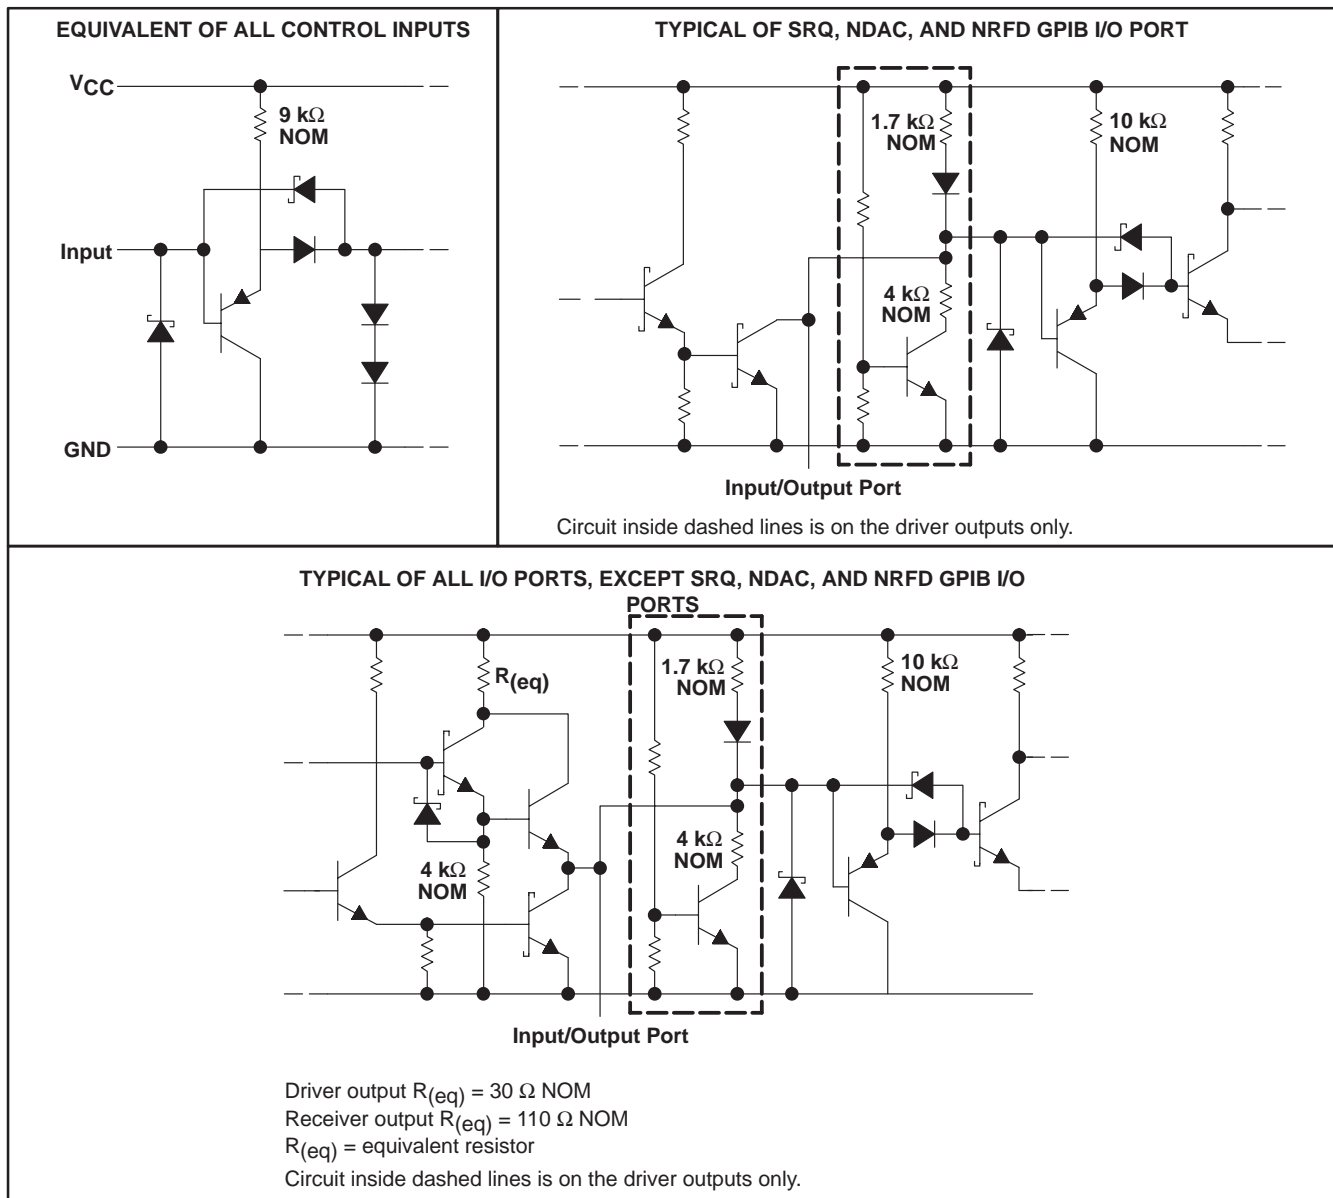 EQUIVALENT OF ALL CONTROL INPUTS
VCC
9 kΩ
NOM
Input
GND
TYPICAL OF SRQ, NDAC, AND NRFD GPIB I/O PORT
1.7 kΩ
NOM
10 kΩ
NOM
4 kΩ
NOM
Input/Output Port
Circuit inside dashed lines is on the driver outputs only.
TYPICAL OF ALL I/O PORTS, EXCEPT SRQ, NDAC, AND NRFD GPIB I/O
PORTS
R(eq)
1.7 kΩ
NOM
10 kΩ
NOM
4 kΩ
NOM
4 kΩ
NOM
Input/Output Port
Driver output R(eq) = 30 Ω NOM
Receiver output R(eq) = 110 Ω NOM
R(eq) = equivalent resistor
Circuit inside dashed lines is on the driver outputs only.